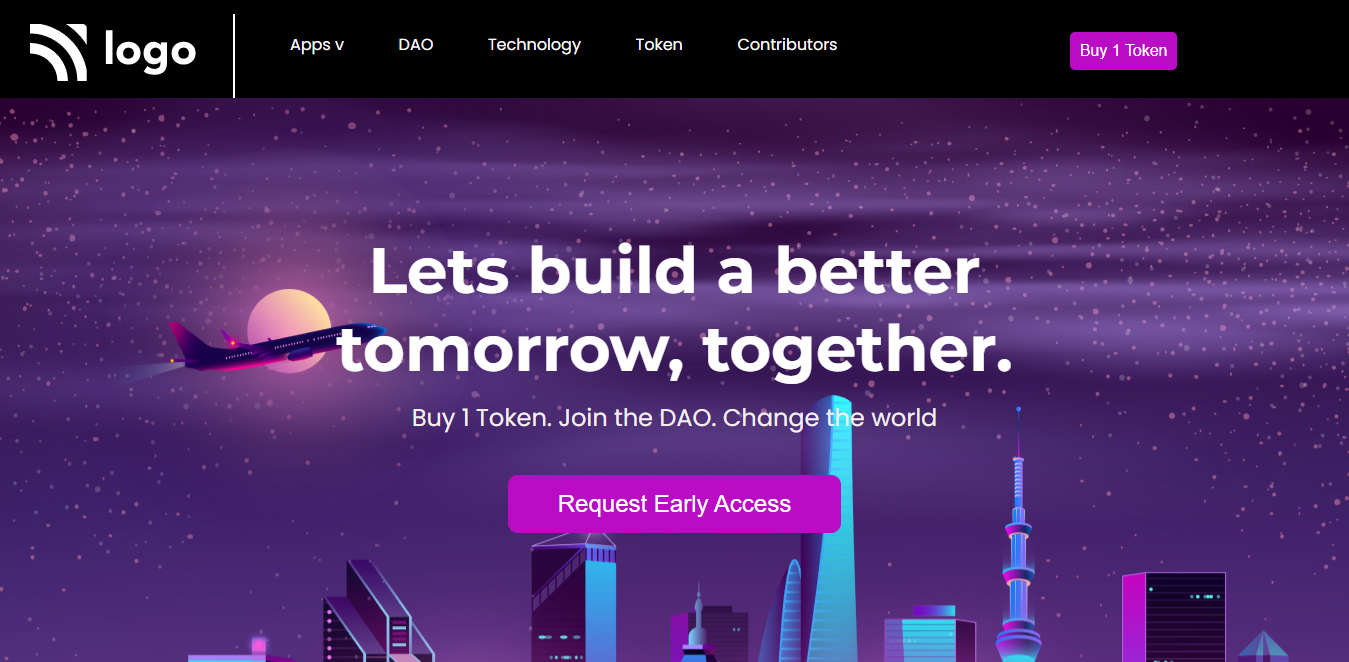 logo
Apps v DAO Technology Token Contributors
Buy 1 Token
Lets build a better
tomorrow, together.
Buy 1 Token. Join the DAO. Change the world
Request Early Access